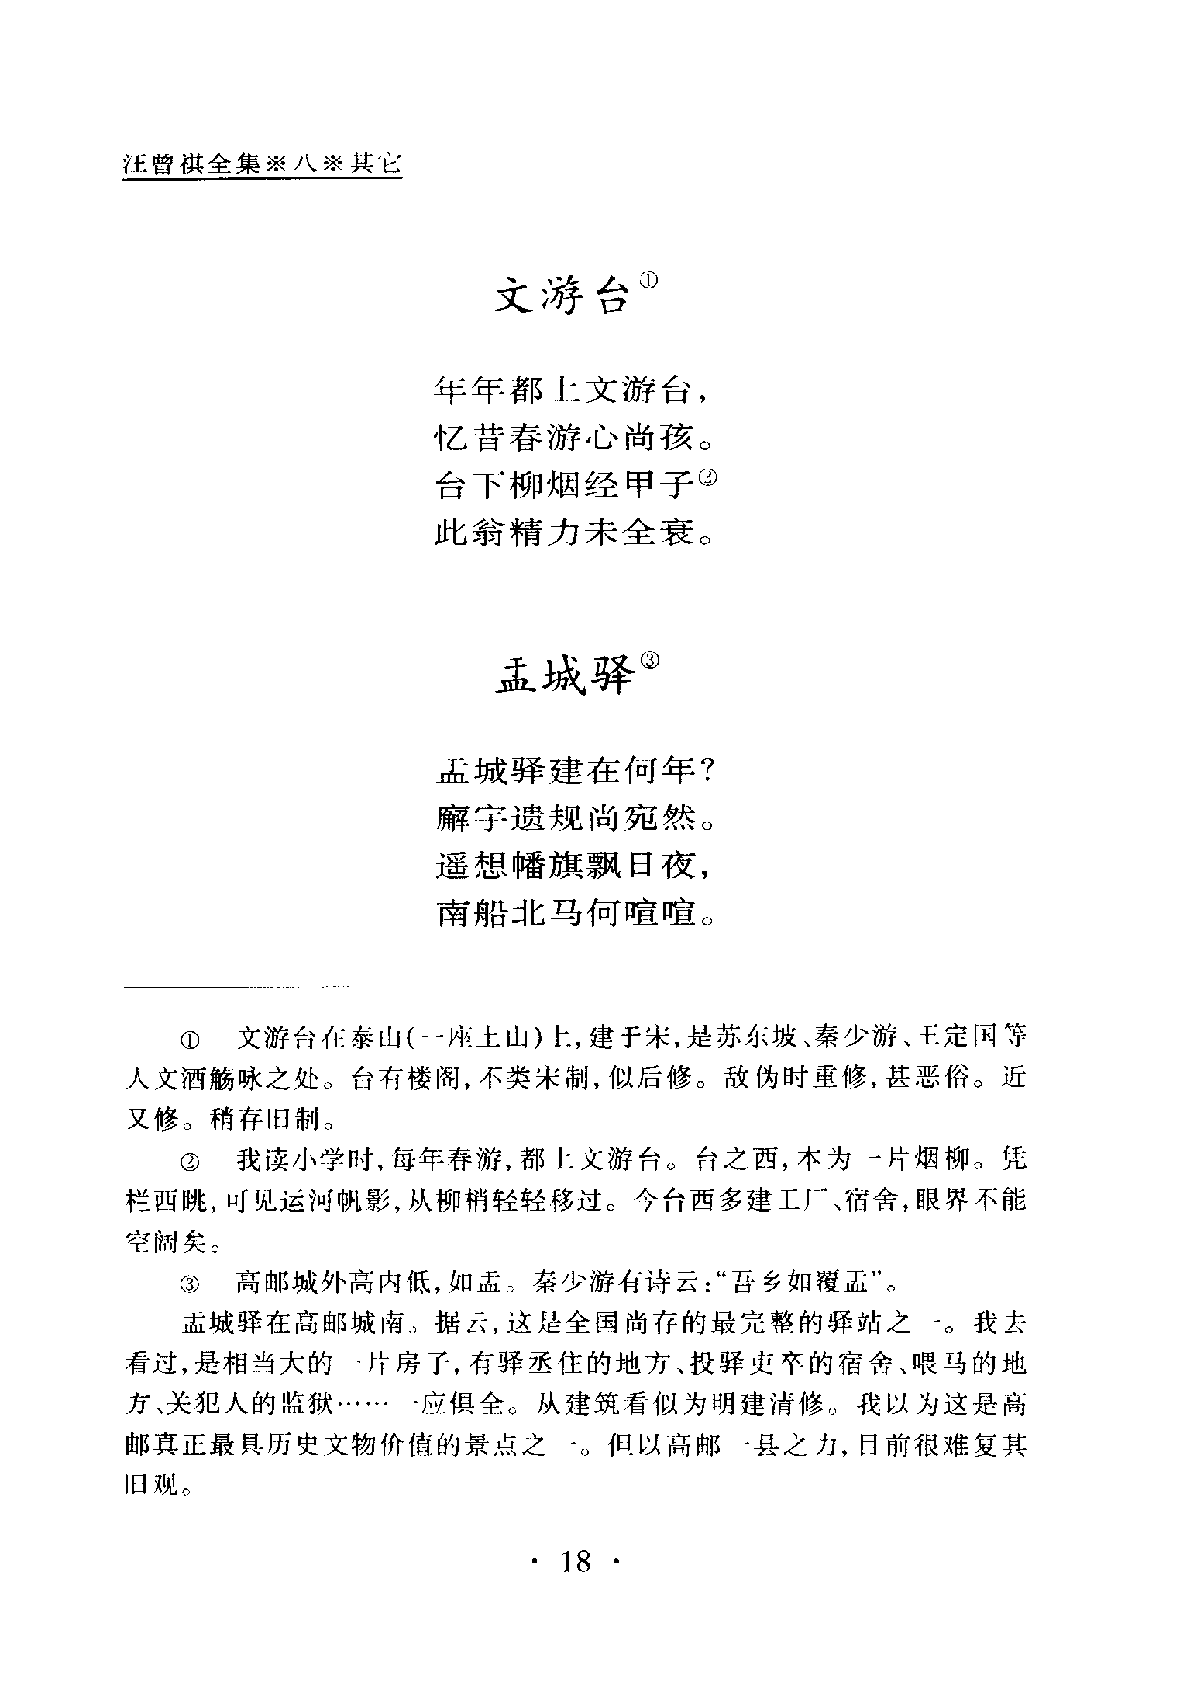 汪曾祺全集※八※其它
文游台①
年年都上文游台，
忆昔春游心尚孩。
台下柳烟经甲子②
此翁精力未全衰。
盂城驿③
盂城驿建在何年？
廨宇遗规尚宛然。
遥想幡旗飘日夜，
南船北马何喧喧。
① 文游台在泰山(一座土山)上，建于宋，是苏东坡、秦少游、王定国等
人文酒觞咏之处。台有楼阁，不类宋制，似后修。敌伪时重修，甚恶俗。近
又修。稍存旧制。
② 我读小学时，每年春游，都上文游台。台之西，本为一片烟柳。凭
栏西眺，可见运河帆影，从柳梢轻轻移过。今台西多建工厂、宿舍，眼界不能
空阔矣。
③ 高邮城外高内低，如盂。秦少游有诗云：“吾乡如覆盂”。
盂城驿在高邮城南。据云，这是全国尚存的最完整的驿站之一。我去
看过，是相当大的一片房子，有驿丞住的地方、投驿吏卒的宿舍、喂马的地
方、关犯人的监狱……一应俱全。从建筑看似为明建清修。我以为这是高
邮真正最具历史文物价值的景点之一。但以高邮一县之力，目前很难复其
旧观。
· 18 ·